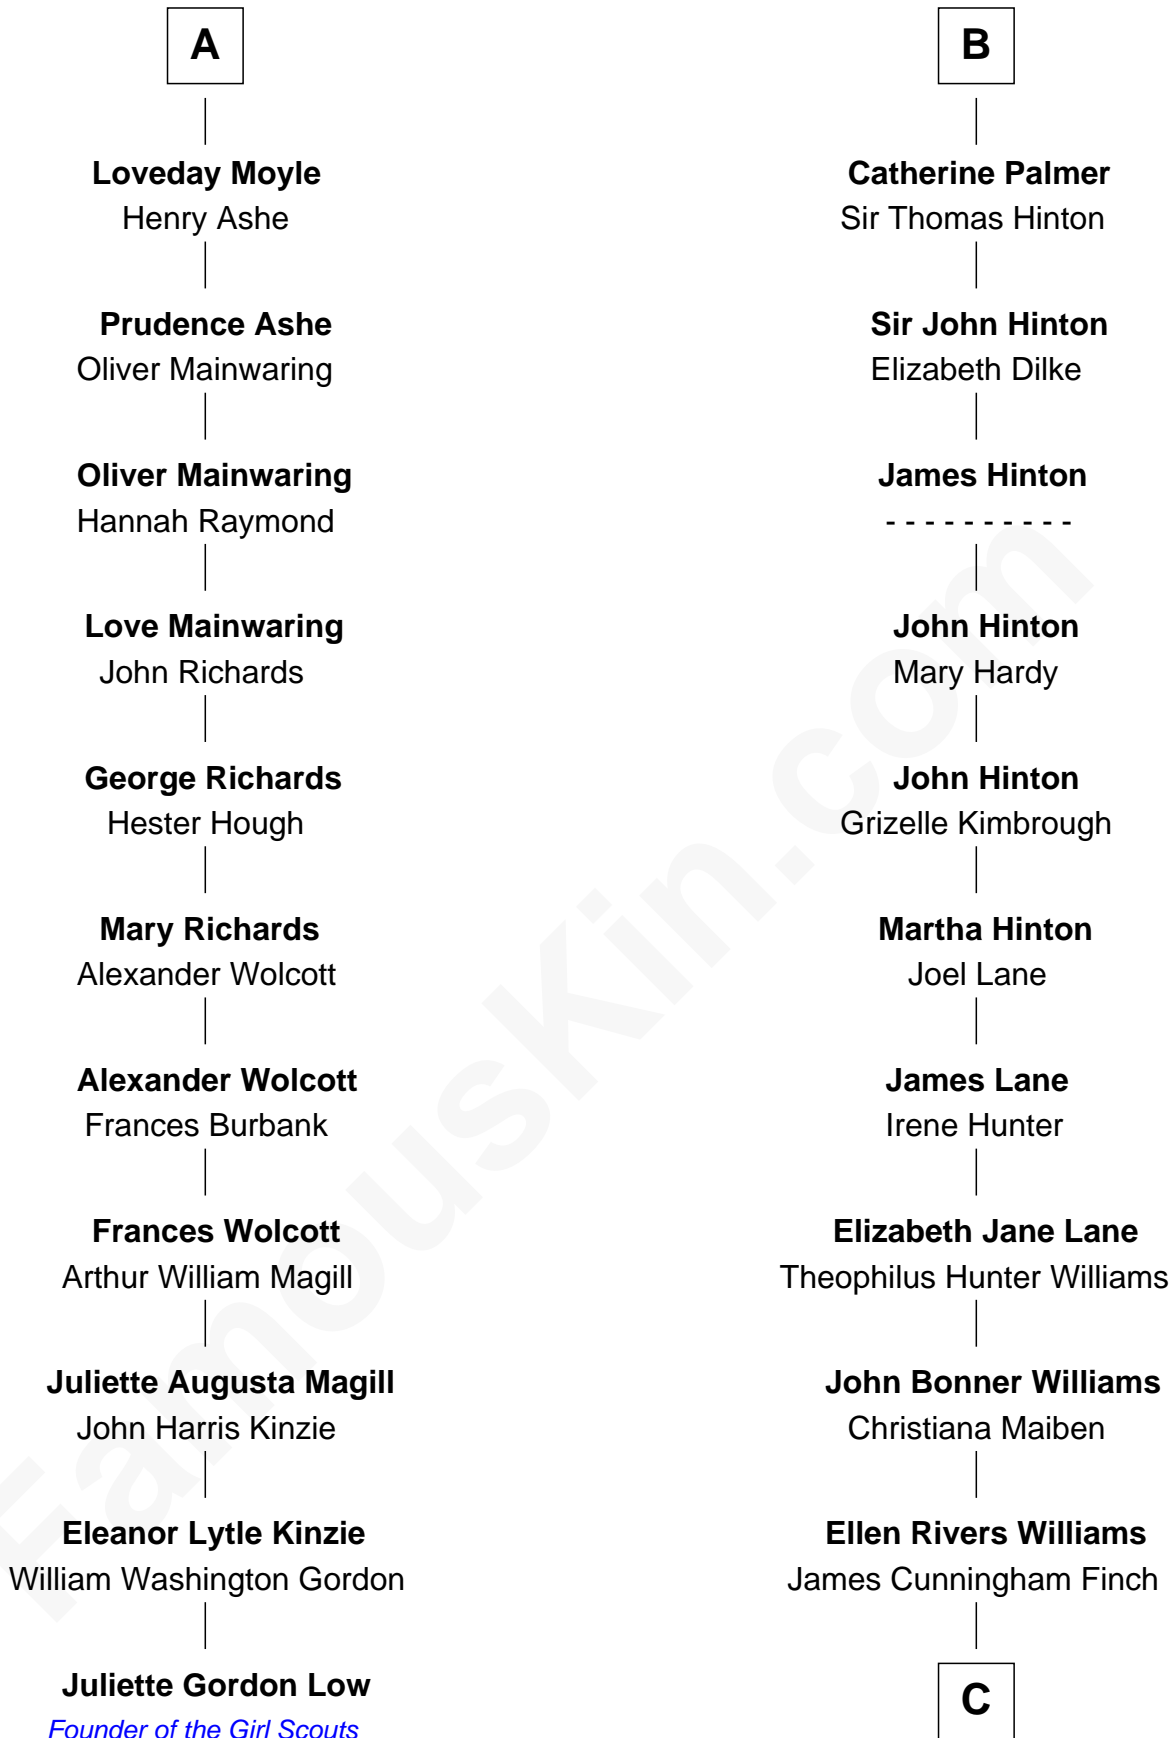 A
Loveday Moyle
Henry Ashe
Prudence Ashe
Oliver Mainwaring
Oliver Mainwaring
Hannah Raymond
Love Mainwaring
John Richards
George Richards
Hester Hough
Mary Richards
Alexander Wolcott
Alexander Wolcott
Frances Burbank
Frances Wolcott
Arthur William Magill
Juliette Augusta Magill
John Harris Kinzie
Eleanor Lytle Kinzie
William Washington Gordon
Juliette Gordon Low
Founder of the Girl Scouts
B
Catherine Palmer
Sir Thomas Hinton
Sir John Hinton
Elizabeth Dilke
James Hinton
- - - - - - - - - -
John Hinton
Mary Hardy
John Hinton
Grizelle Kimbrough
Martha Hinton
Joel Lane
James Lane
Irene Hunter
Elizabeth Jane Lane
Theophilus Hunter Williams
John Bonner Williams
Christiana Maiben
Ellen Rivers Williams
James Cunningham Finch
C
FamousKin.com